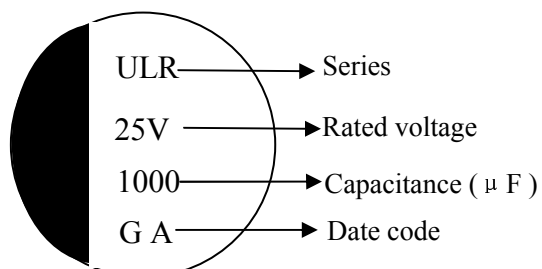 ULR Series
25V Rated voltage
1000 Capacitance ( μ F )
G A Date code